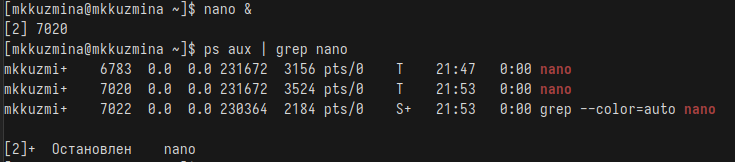 [mkkuzmina@mkkuzmina ~]$ nano &
[2] 7020
[mkkuzmina@mkkuzmina ~]$ ps aux | grep nano
mkkuzmi+    6783  0.0  0.0 231672  3156 pts/0    T    21:47   0:00 nano
mkkuzmi+    7020  0.0  0.0 231672  3524 pts/0    T    21:53   0:00 nano
mkkuzmi+    7022  0.0  0.0 230364  2184 pts/0    S+   21:53   0:00 grep --color=auto nano
[2]+  Остановлен    nano